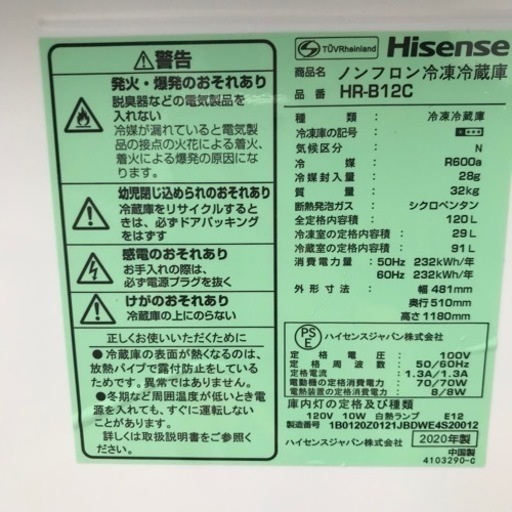 警告
発火・爆発のおそれあり
脱臭器などの電気製品を
入れない
冷媒が漏れていると電気製
品の接点の火花による着火、
着火による爆発の原因にな
ります。
幼児閉じ込められのおそれあり
冷蔵庫をリサイクルすると
きは、ドアパッキング
をはずす
感電のおそれあり
お手入れの際は、
必ず電源プラグを抜く
けがのおそれあり
冷蔵庫の上にのらない
正しくお使いいただくために
●冷蔵庫の表面が熱くなるのは、
放熱パイプで露付防止をしている
ためです。異常ではありません。
●冬期など周囲温度が低いとき電
源を入れても、すぐに運転しない
ことがあります。
詳しくは取扱説明書をご覧ください。
TÜVRheinland Hisense
商品名 ノンフロン冷凍冷蔵庫
品番 HR-B12C
種類 冷凍冷蔵庫
冷凍庫の記号
気候区分 N
冷媒 R600a
冷媒封入量 28g
質量 32kg
断熱発泡ガス シクロペンタン
全定格内容積 120L
冷凍室の定格内容積 29L
冷蔵室の定格内容積 91L
消費電力量 50Hz 232kWh/年
60Hz 232kWh/年
外形寸法 幅481mm
奥行510mm
高さ1180mm
PSE ハイセンスジャパン株式会社
定格電圧: 100V
定格周波数: 50/60Hz
定格電流: 1.3A/1.3A
電動機の定格消費電力: 70/70W
電熱装置の定格消費電力: 8/8W
庫内灯の定格及び種類
120V 10W 白熱ランプ E12
製造番号 1B0120Z0121JBDWE4S20012
ハイセンスジャパン株式会社 2020年製
中国製
4103290-C